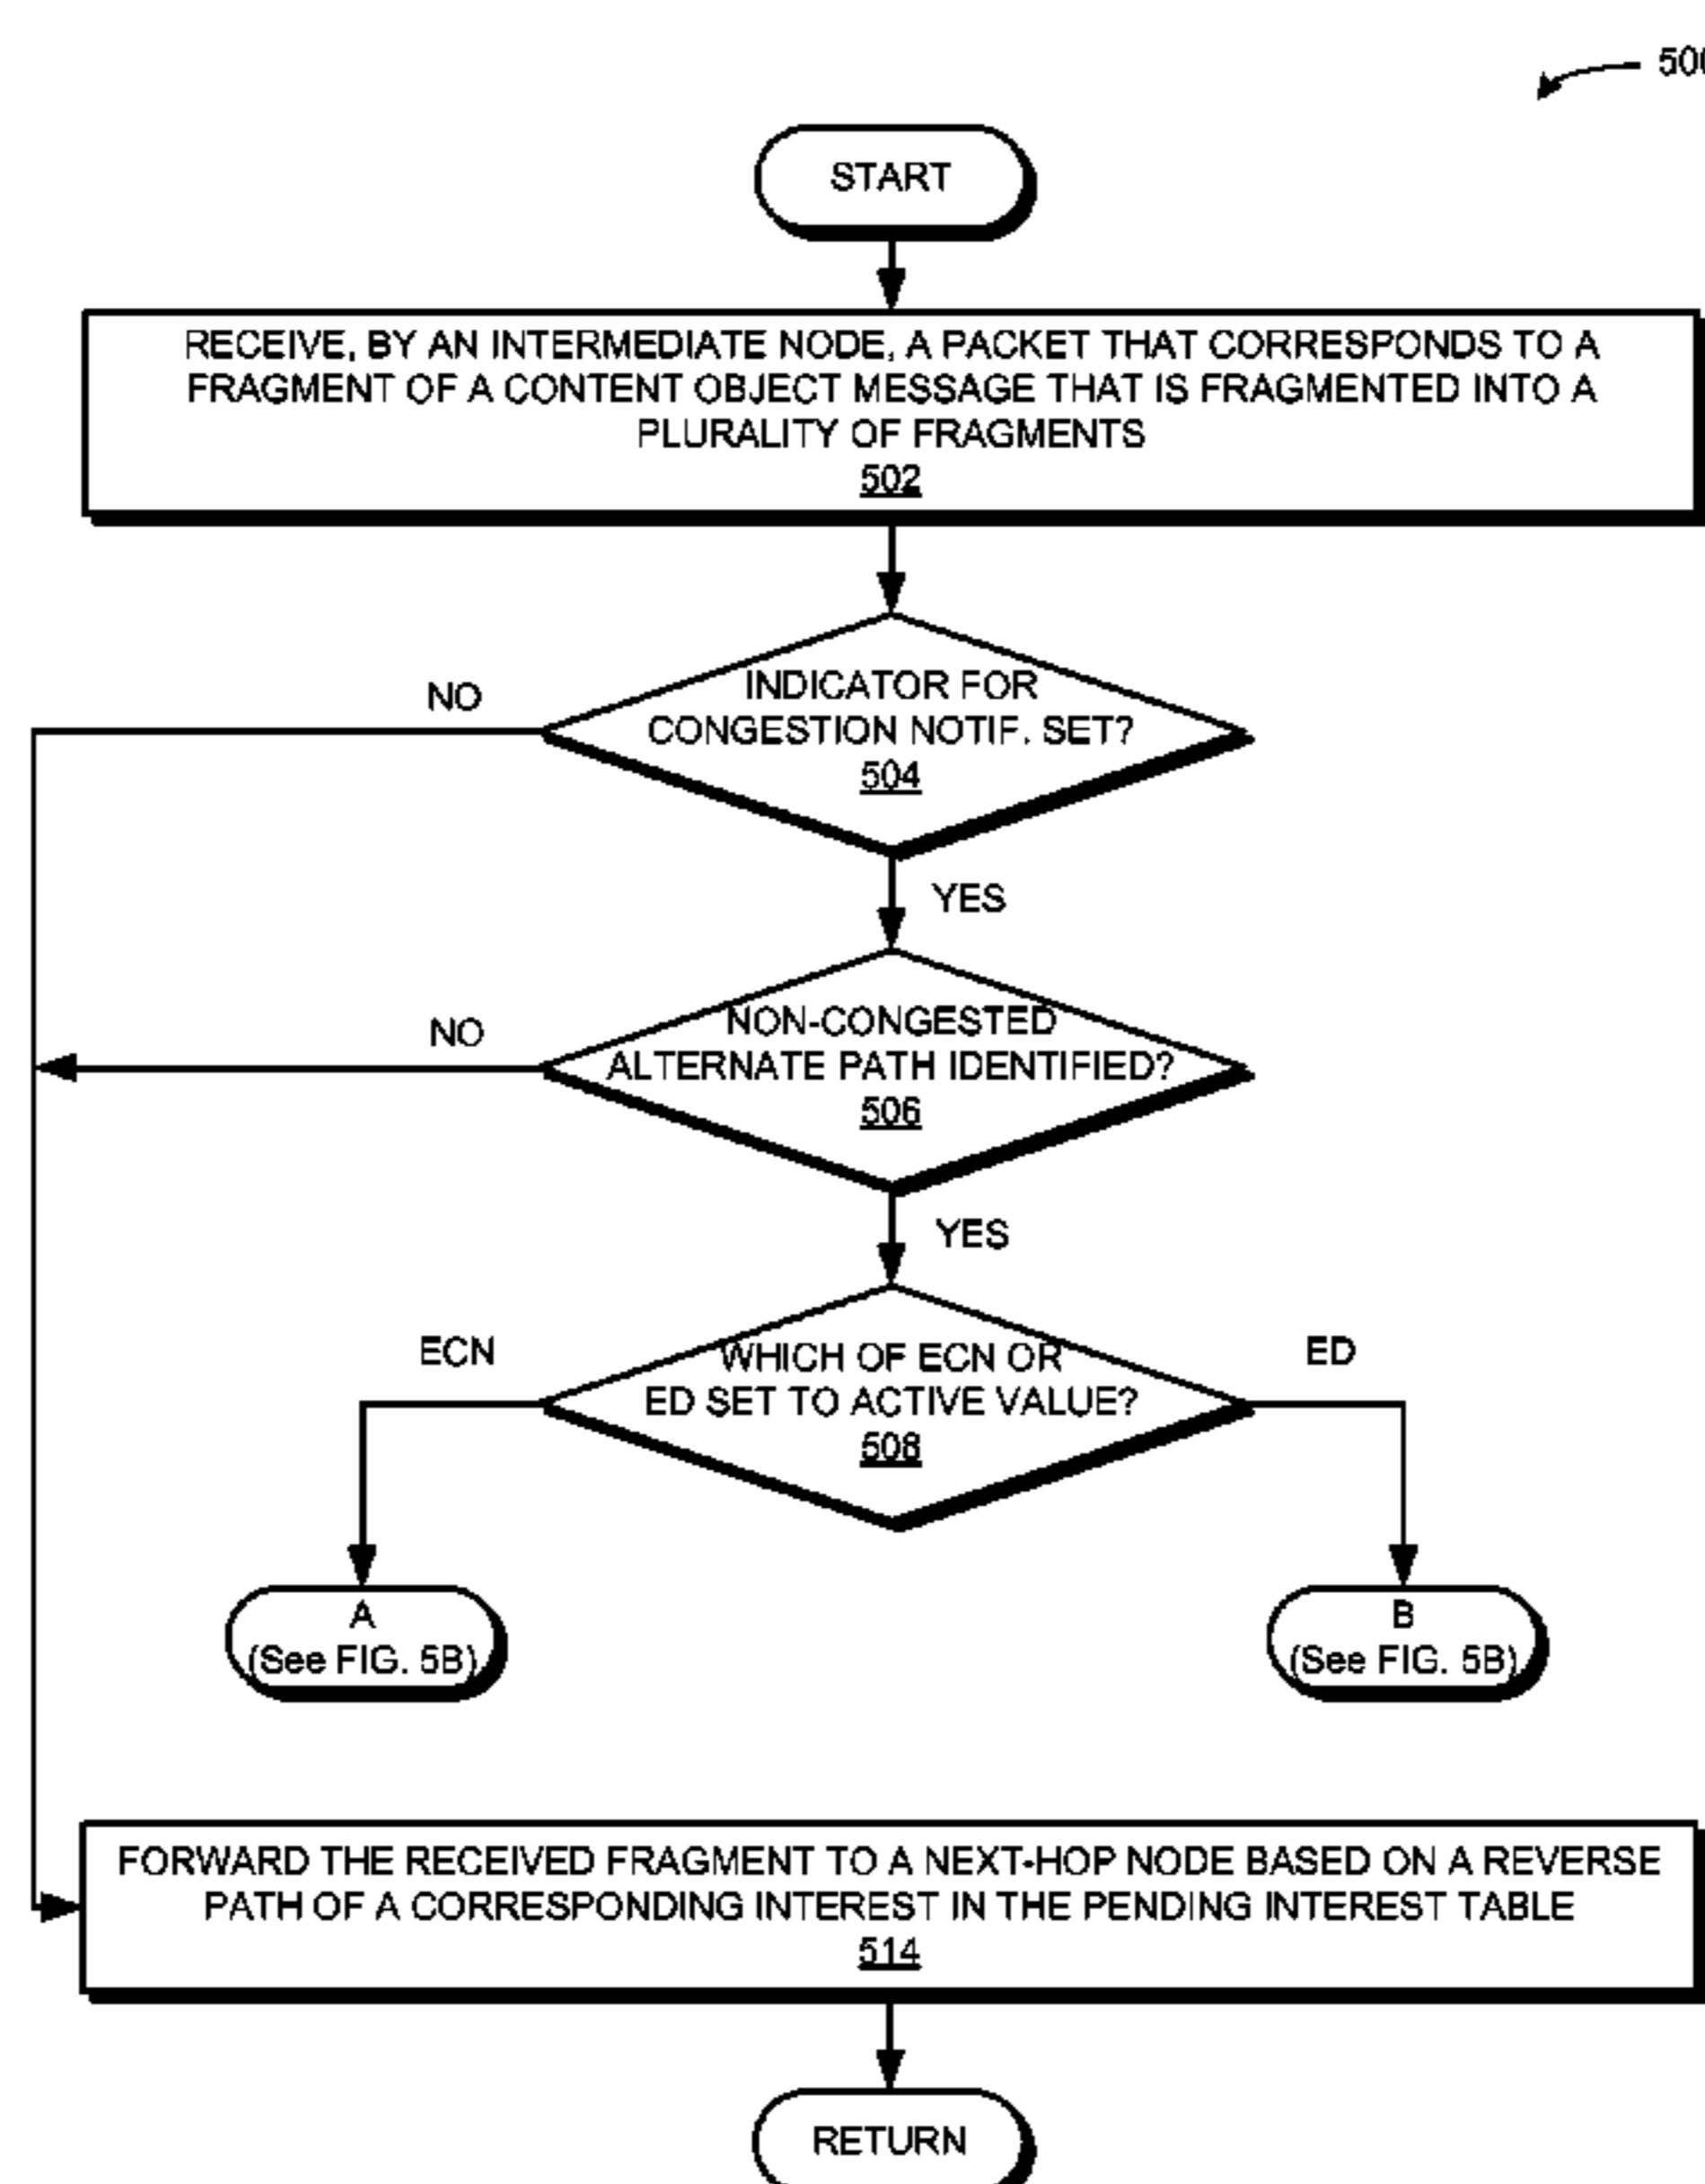 500
START
RECEIVE, BY AN INTERMEDIATE NODE, A PACKET THAT CORRESPONDS TO A
FRAGMENT OF A CONTENT OBJECT MESSAGE THAT IS FRAGMENTED INTO A
PLURALITY OF FRAGMENTS
502
INDICATOR FOR
CONGESTION NOTIF. SET?
504
NO
YES
NON-CONGESTED
ALTERNATE PATH IDENTIFIED?
506
NO
YES
WHICH OF ECN OR
ED SET TO ACTIVE VALUE?
508
ECN
ED
A
(See FIG. 5B)
B
(See FIG. 5B)
FORWARD THE RECEIVED FRAGMENT TO A NEXT-HOP NODE BASED ON A REVERSE
PATH OF A CORRESPONDING INTEREST IN THE PENDING INTEREST TABLE
514
RETURN